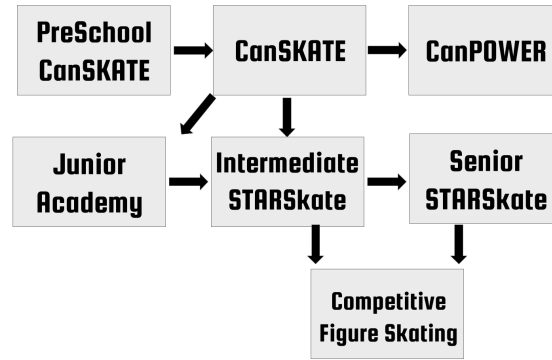 PreSchool
CanSKATE
CanSKATE
CanPOWER
Junior
Academy
Intermediate
STARSkate
Senior
STARSkate
Competitive
Figure Skating